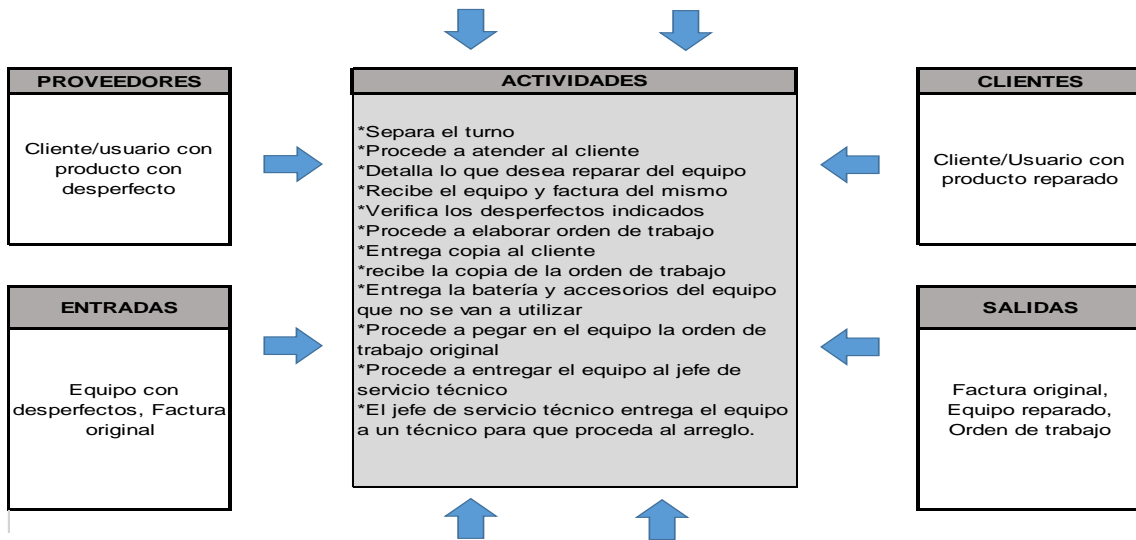 PROVEEDORES
Cliente/usuario con
producto con
desperfecto
ENTRADAS
Equipo con
desperfectos, Factura
original
ACTIVIDADES
*Separa el turno
*Procede a atender al cliente
*Detalla lo que desea reparar del equipo
*Recibe el equipo y factura del mismo
*Verifica los desperfectos indicados
*Procede a elaborar orden de trabajo
*Entrega copia al cliente
*recibe la copia de la orden de trabajo
*Entrega la batería y accesorios del equipo
que no se van a utilizar
*Procede a pegar en el equipo la orden de
trabajo original
*Procede a entregar el equipo al jefe de
servicio técnico
*El jefe de servicio técnico entrega el equipo
a un técnico para que proceda al arreglo.
CLIENTES
Cliente/Usuario con
producto reparado
SALIDAS
Factura original,
Equipo reparado,
Orden de trabajo